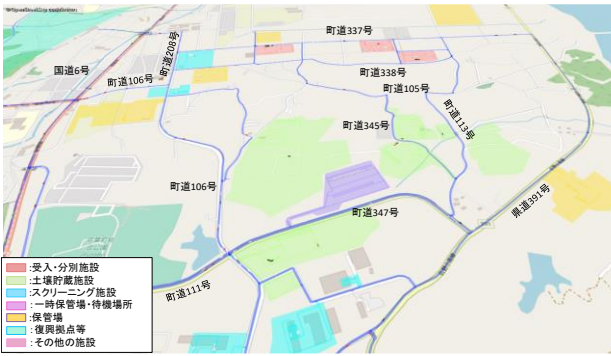 町道337号
国道6号
町道208号
町道106号
町道338号
町道105号
町道345号
町道113号
町道106号
町道347号
県道391号
町道111号
:受入・分別施設
:土壌貯蔵施設
:スクリーニング施設
:一時保管場・待機場所
:保管場
:復興拠点等
:その他の施設